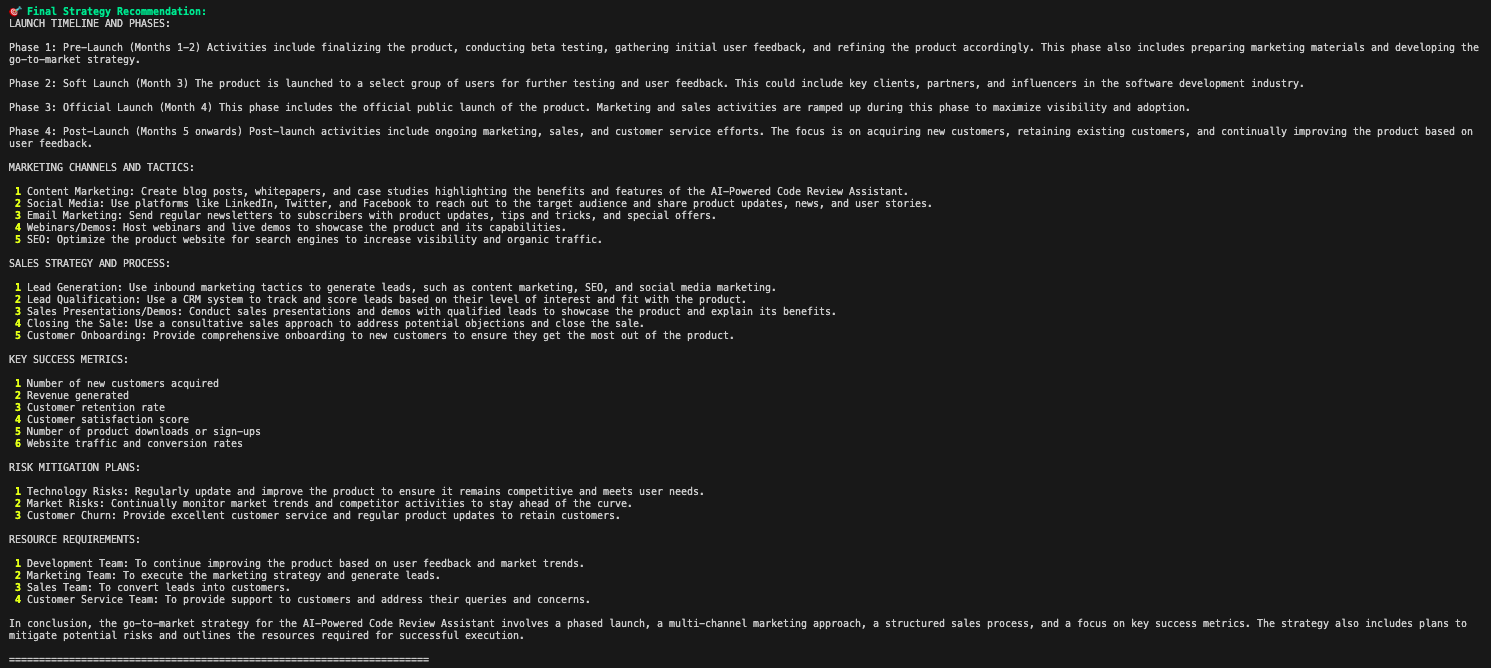 🎯 Final Strategy Recommendation:
LAUNCH TIMELINE AND PHASES:
Phase 1: Pre-Launch (Months 1-2) Activities include finalizing the product, conducting beta testing, gathering initial user feedback, and refining the product accordingly. This phase also includes preparing marketing materials and developing the
go-to-market strategy.
Phase 2: Soft Launch (Month 3) The product is launched to a select group of users for further testing and user feedback. This could include key clients, partners, and influencers in the software development industry.
Phase 3: Official Launch (Month 4) This phase includes the official public launch of the product. Marketing and sales activities are ramped up during this phase to maximize visibility and adoption.
Phase 4: Post-Launch (Months 5 onwards) Post-launch activities include ongoing marketing, sales, and customer service efforts. The focus is on acquiring new customers, retaining existing customers, and continually improving the product based on
user feedback.
MARKETING CHANNELS AND TACTICS:
1 Content Marketing: Create blog posts, whitepapers, and case studies highlighting the benefits and features of the AI-Powered Code Review Assistant.
2 Social Media: Use platforms like LinkedIn, Twitter, and Facebook to reach out to the target audience and share product updates, news, and user stories.
3 Email Marketing: Send regular newsletters to subscribers with product updates, tips and tricks, and special offers.
4 Webinars/Demos: Host webinars and live demos to showcase the product and its capabilities.
5 SEO: Optimize the product website for search engines to increase visibility and organic traffic.
SALES STRATEGY AND PROCESS:
1 Lead Generation: Use inbound marketing tactics to generate leads, such as content marketing, SEO, and social media marketing.
2 Lead Qualification: Use a CRM system to track and score leads based on their level of interest and fit with the product.
3 Sales Presentations/Demos: Conduct sales presentations and demos with qualified leads to showcase the product and explain its benefits.
4 Closing the Sale: Use a consultative sales approach to address potential objections and close the sale.
5 Customer Onboarding: Provide comprehensive onboarding to new customers to ensure they get the most out of the product.
KEY SUCCESS METRICS:
1 Number of new customers acquired
2 Revenue generated
3 Customer retention rate
4 Customer satisfaction score
5 Number of product downloads or sign-ups
6 Website traffic and conversion rates
RISK MITIGATION PLANS:
1 Technology Risks: Regularly update and improve the product to ensure it remains competitive and meets user needs.
2 Market Risks: Continually monitor market trends and competitor activities to stay ahead of the curve.
3 Customer Churn: Provide excellent customer service and regular product updates to retain customers.
RESOURCE REQUIREMENTS:
1 Development Team: To continue improving the product based on user feedback and market trends.
2 Marketing Team: To execute the marketing strategy and generate leads.
3 Sales Team: To convert leads into customers.
4 Customer Service Team: To provide support to customers and address their queries and concerns.
In conclusion, the go-to-market strategy for the AI-Powered Code Review Assistant involves a phased launch, a multi-channel marketing approach, a structured sales process, and a focus on key success metrics. The strategy also includes plans to
mitigate potential risks and outlines the resources required for successful execution.
======================================================================